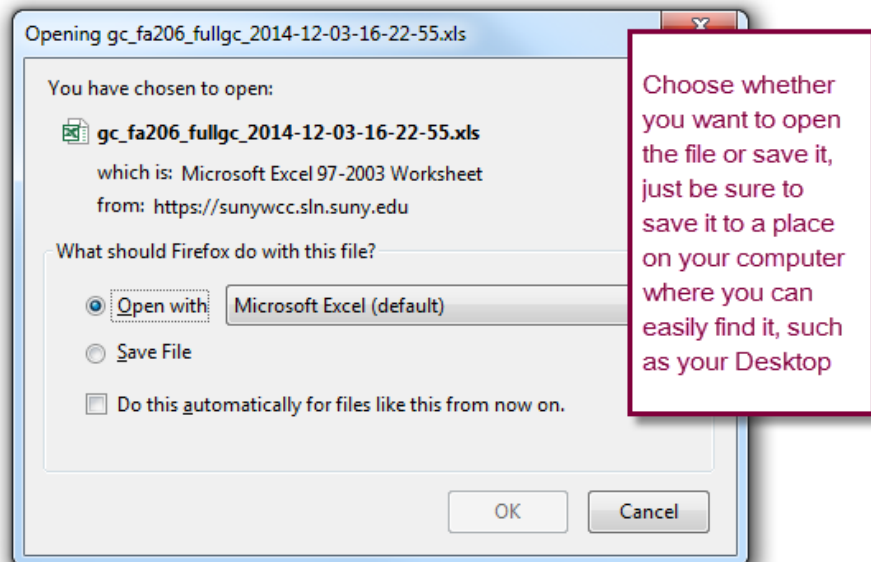 Opening gc_fa206_fullgc_2014-12-03-16-22-55.xls
You have chosen to open:
gc_fa206_fullgc_2014-12-03-16-22-55.xls
which is: Microsoft Excel 97-2003 Worksheet
from: https://sunywcc.sln.suny.edu
What should Firefox do with this file?
Open with
Microsoft Excel (default)
Save File
Do this automatically for files like this from now on.
OK
Cancel
Choose whether
you want to open
the file or save it,
just be sure to
save it to a place
on your computer
where you can
easily find it, such
as your Desktop